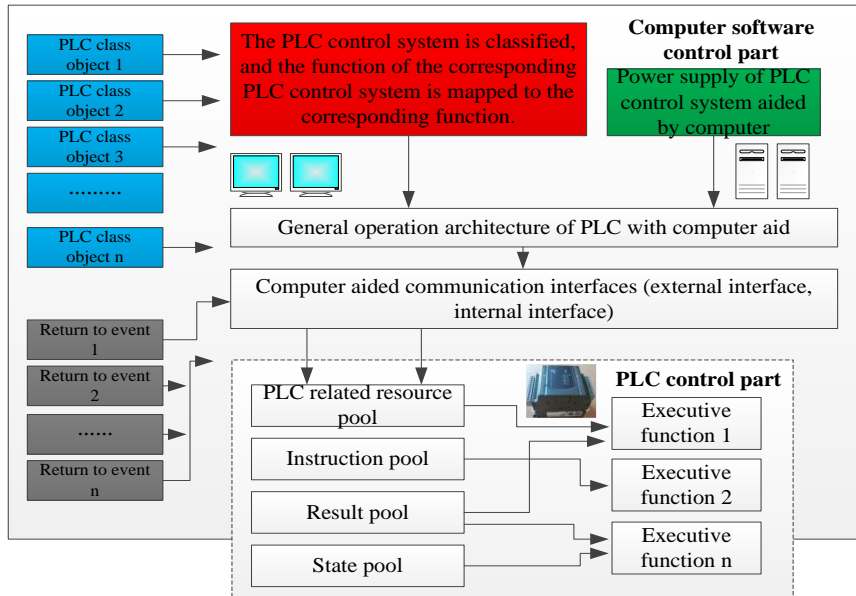 PLC class
object 1
PLC class
object 2
PLC class
object 3
………
PLC class
object n
The PLC control system is classified,
and the function of the corresponding
PLC control system is mapped to the
corresponding function.
Computer software
control part
Power supply of PLC
control system aided
by computer
General operation architecture of PLC with computer aid
Computer aided communication interfaces (external interface,
internal interface)
Return to event
1
Return to event
2
……
Return to event
n
PLC related resource
pool
Instruction pool
Result pool
State pool
PLC control part
Executive
function 1
Executive
function 2
Executive
function n